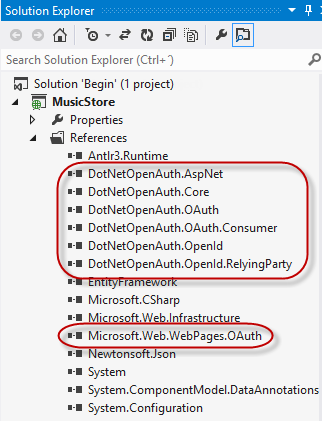 Solution Explorer
Search Solution Explorer (Ctrl+´)
Solution 'Begin' (1 project)
MusicStore
Properties
References
Antlr3.Runtime
DotNetOpenAuth.AspNet
DotNetOpenAuth.Core
DotNetOpenAuth.OAuth
DotNetOpenAuth.OAuth.Consumer
DotNetOpenAuth.OpenId
DotNetOpenAuth.OpenId.RelyingParty
EntityFramework
Microsoft.CSharp
Microsoft.Web.Infrastructure
Microsoft.Web.WebPages.OAuth
Newtonsoft.Json
System
System.ComponentModel.DataAnnotations
System.Configuration